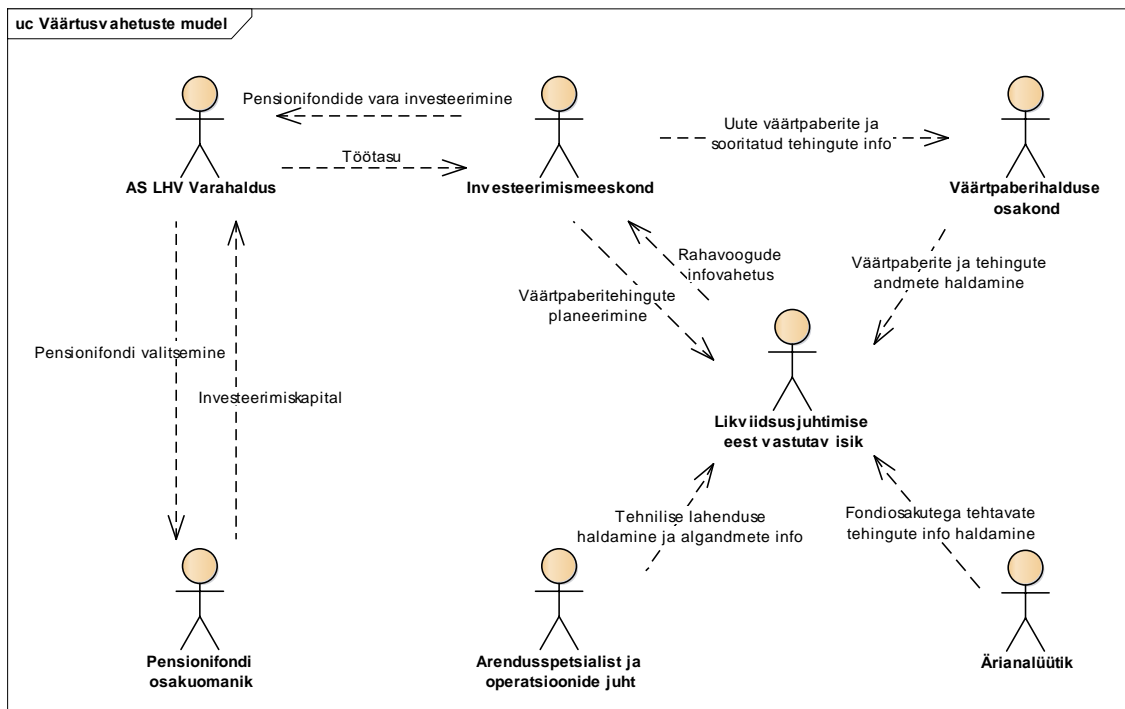 uc Väärtusvahetuste mudel
Pensionifondide vara investeerimine
Töötasu
AS LHV Varahaldus
Investeerimismeeskond
Uute väärtpaberite ja
sooritatud tehingute info
Väärtpaberihalduse
osakond
Rahavoogude
infovahetus
Väärtpaberitehingute
planeerimine
Väärtpaberite ja tehingute
andmete haldamine
Pensionifondi valitsemine
Investeerimiskapital
Likviidsusjuhtimise
eest vastutav isik
Tehnilise lahenduse
haldamine ja algandmete info
Fondiosakutega tehtavate
tehingute info haldamine
Pensionifondi
osakuomanik
Arendusspetsialist ja
operatsioonide juht
Ärianalüütik